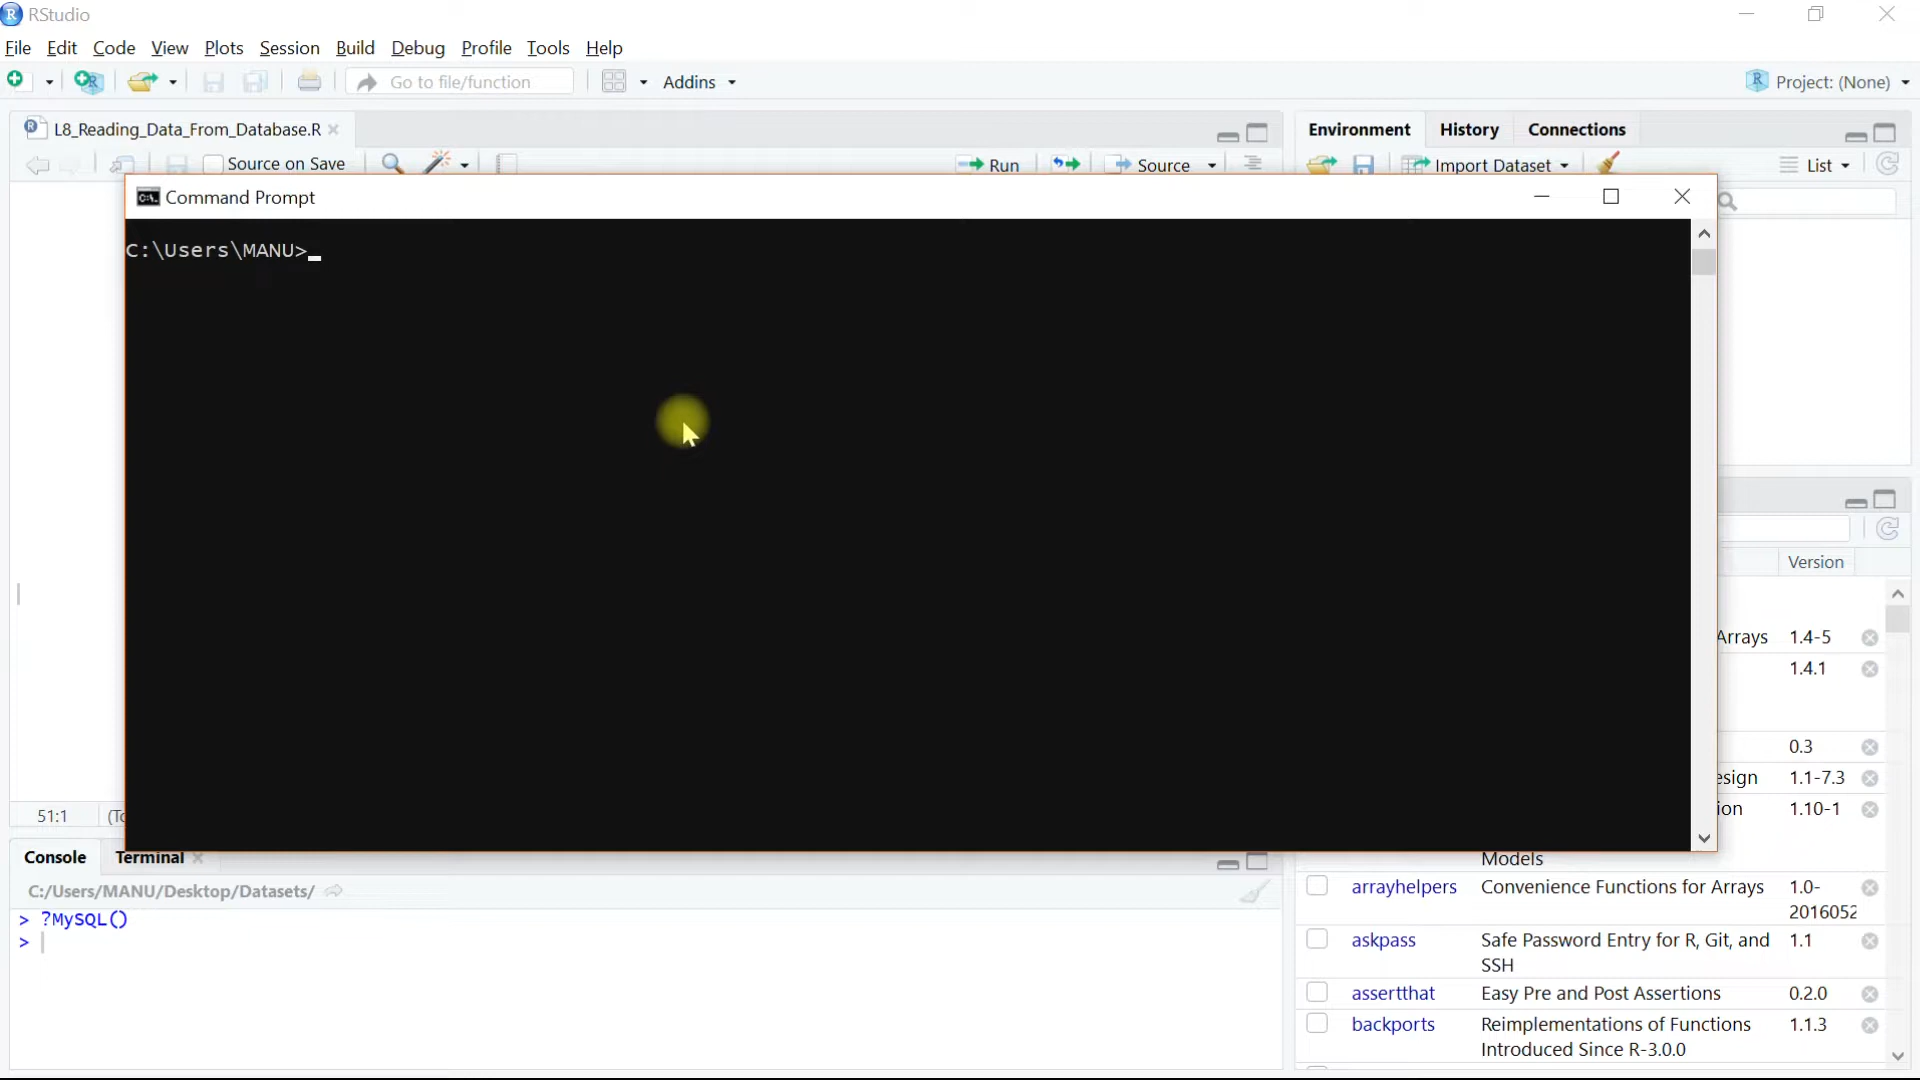 RStudio
File Edit Code View Plots Session Build Debug Profile Tools Help
Go to file/function Addins Project: (None)
L8_Reading_Data_From_Database.R
Source on Save Run Source
Environment History Connections
Import Dataset List
Command Prompt
C:\Users\MANU>
Version
Arrays 1.4-5
1.4.1
0.3
esign 1.1-7.3
ion 1.10-1
Models
arrayhelpers Convenience Functions for Arrays 1.0-
2016052
askpass Safe Password Entry for R, Git, and 1.1
SSH
assertthat Easy Pre and Post Assertions 0.2.0
backports Reimplementations of Functions 1.1.3
Introduced Since R-3.0.0
51:1 (To
Console Terminal
C:/Users/MANU/Desktop/Datasets/
> ?MySQL()
>